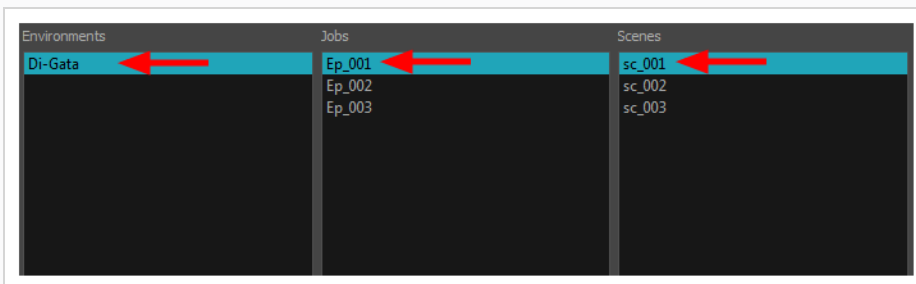 Environments Jobs Scenes
Di-Gata Ep_001 sc_001
Ep_002 sc_002
Ep_003 sc_003